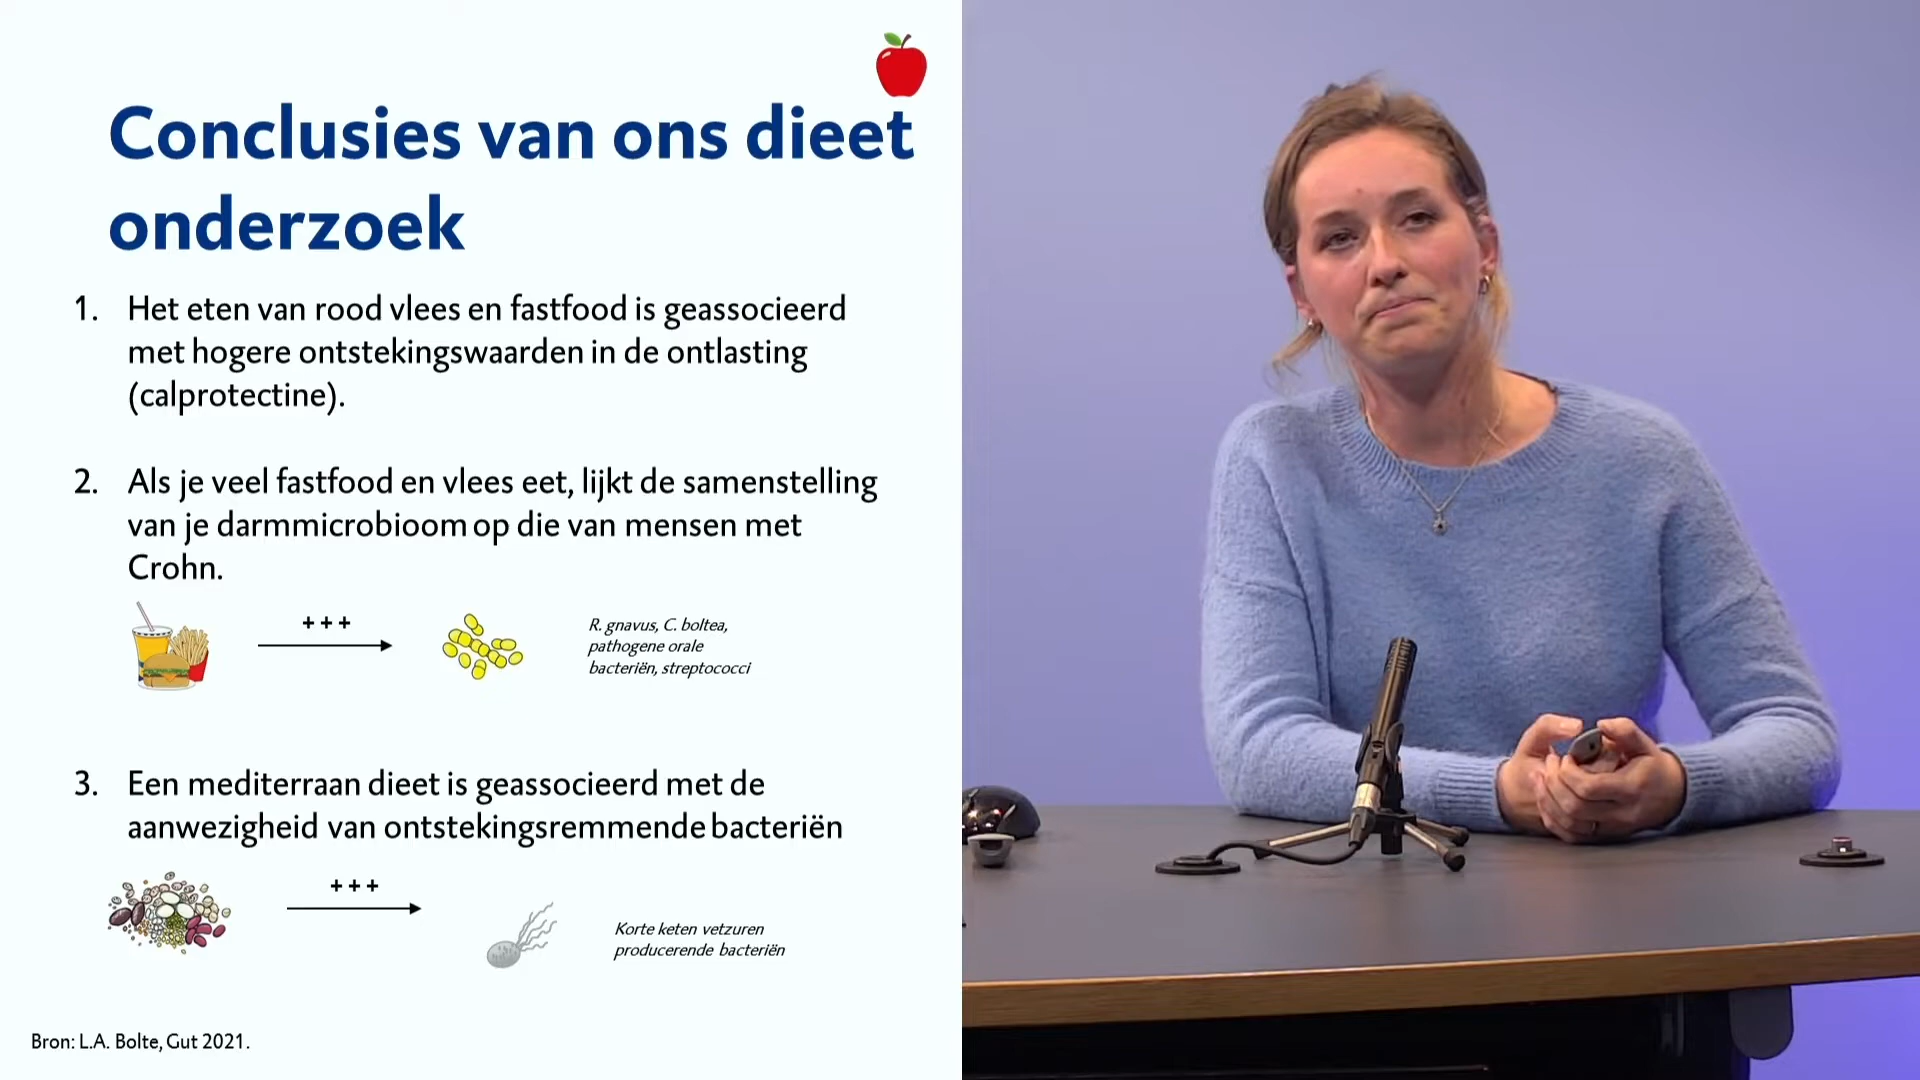 Conclusies van ons dieet
onderzoek
1. Het eten van rood vlees en fastfood is geassocieerd
met hogere ontstekingswaarden in de ontlasting
(calprotectine).
2. Als je veel fastfood en vlees eet, lijkt de samenstelling
van je darmmicrobioom op die van mensen met
Crohn.
+++
R. gnavus, C. boltea,
pathogene orale
bacteriën, streptococci
3. Een mediterraan dieet is geassocieerd met de
aanwezigheid van ontstekingsremmende bacteriën
+++
Korte keten vetzuren
producerende bacteriën
Bron: L.A. Bolte, Gut 2021.